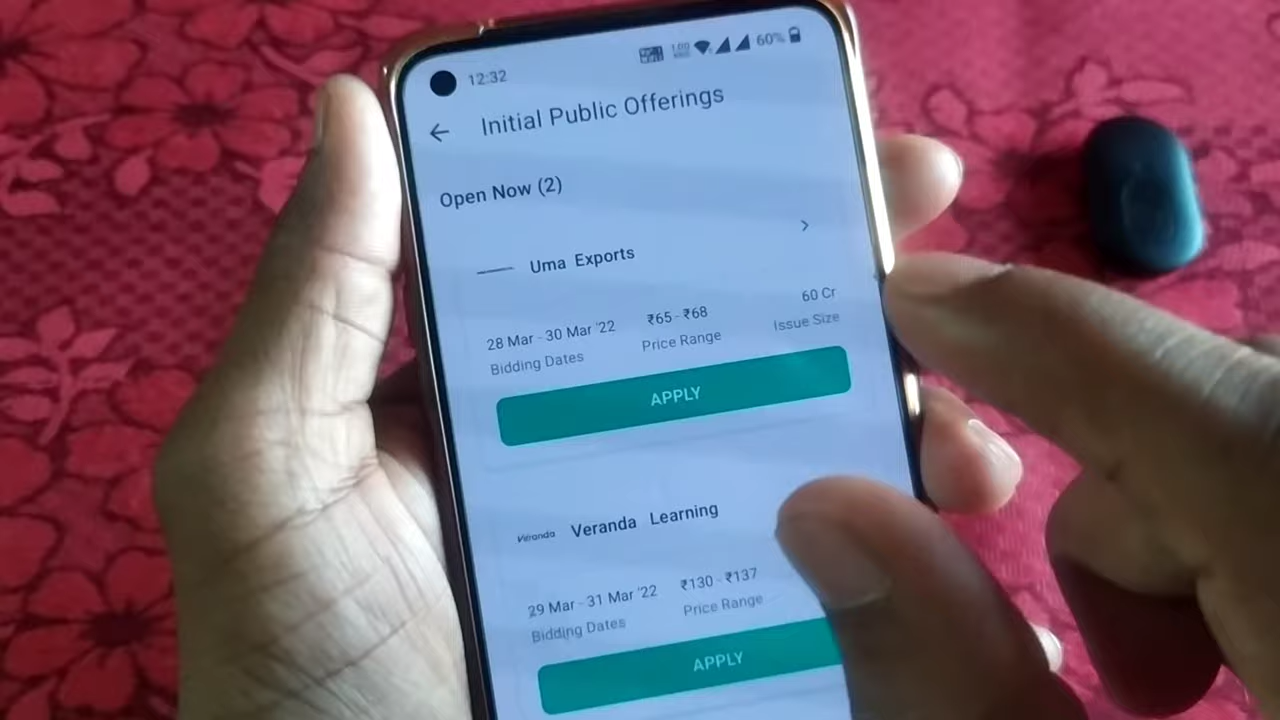 12:32
60%
Initial Public Offerings
Open Now (2)
Uma Exports
28 Mar - 30 Mar '22 ₹65 - ₹68 60 Cr
Bidding Dates Price Range Issue Size
APPLY
Veranda Veranda Learning
29 Mar - 31 Mar '22 ₹130 - ₹137
Bidding Dates Price Range
APPLY